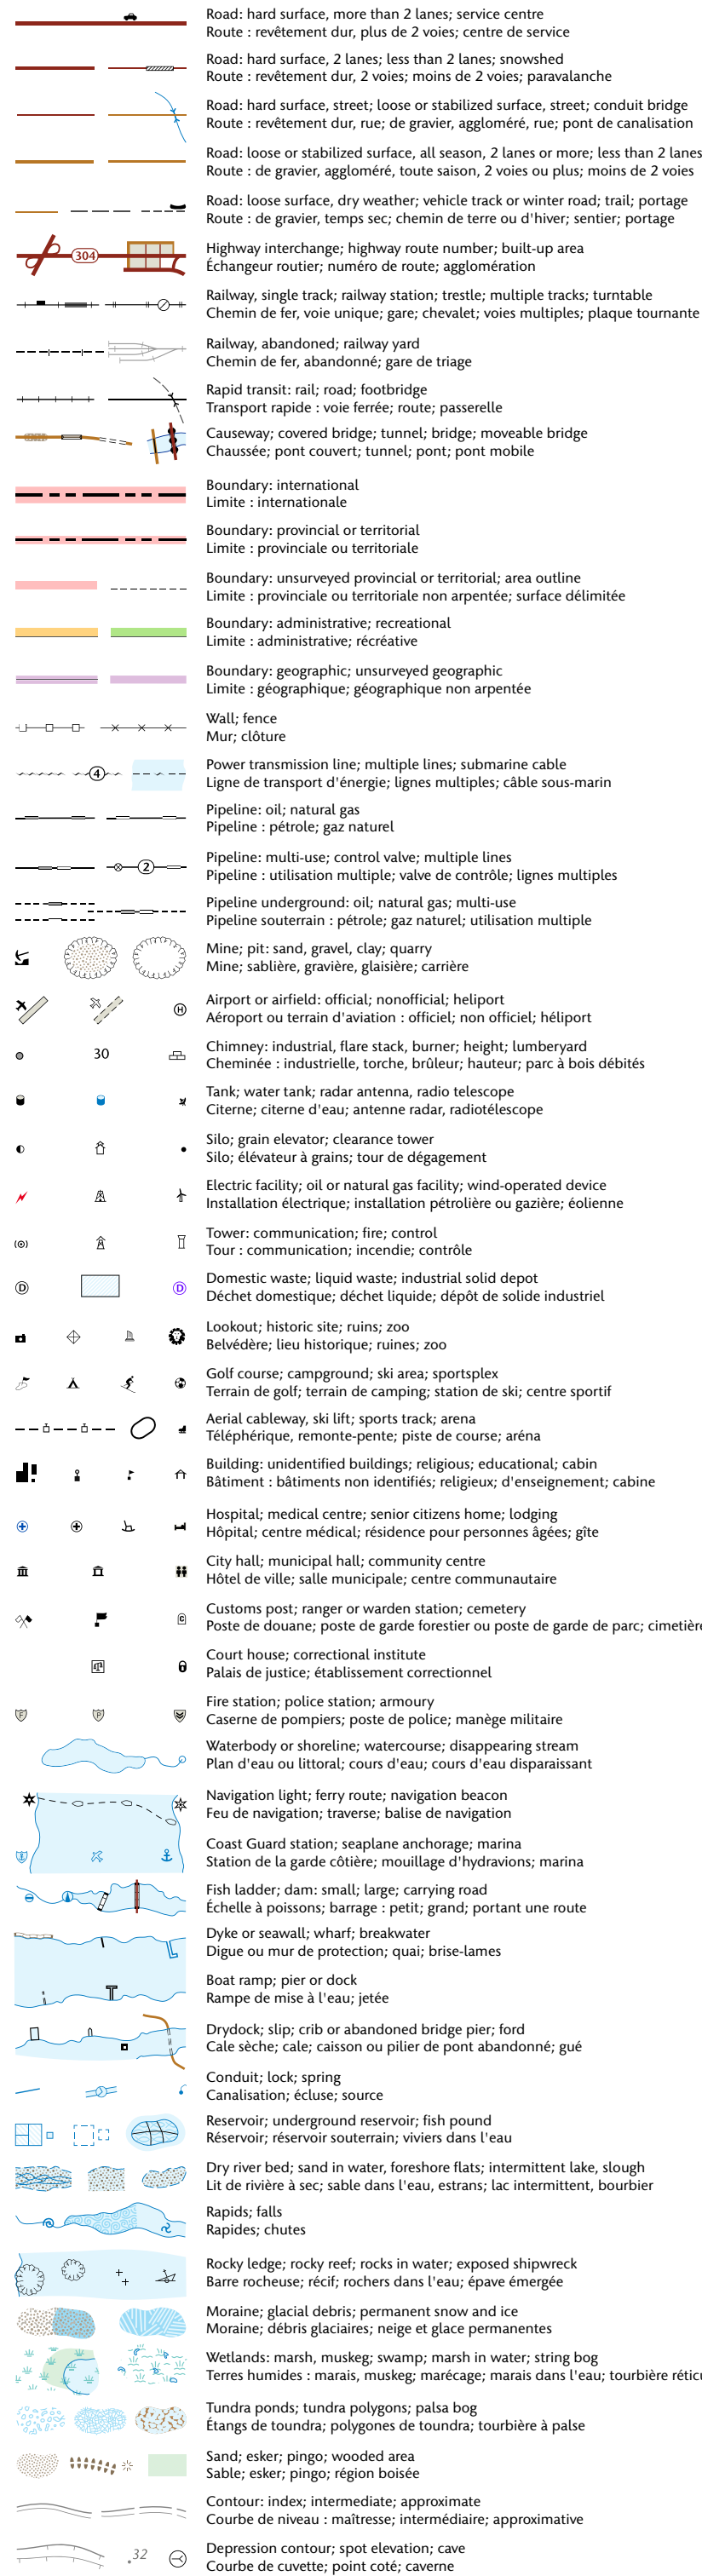 Road: hard surface, more than 2 lanes; service centre
Route : revêtement dur, plus de 2 voies; centre de service
Road: hard surface, 2 lanes; less than 2 lanes; snowshed
Route : revêtement dur, 2 voies; moins de 2 voies; paravalanche
Road: hard surface, street; loose or stabilized surface, street; conduit bridge
Route : revêtement dur, rue; de gravier, aggloméré, rue; pont de canalisation
Road: loose or stabilized surface, all season, 2 lanes or more; less than 2 lanes
Route : de gravier, aggloméré, toute saison, 2 voies ou plus; moins de 2 voies
Road: loose surface, dry weather; vehicle track or winter road; trail; portage
Route : de gravier, temps sec; chemin de terre ou d'hiver; sentier; portage
304
Highway interchange; highway route number; built-up area
Échangeur routier; numéro de route; agglomération
Railway, single track; railway station; trestle; multiple tracks; turntable
Chemin de fer, voie unique; gare; chevalet; voies multiples; plaque tournante
Railway, abandoned; railway yard
Chemin de fer, abandonné; gare de triage
Rapid transit: rail; road; footbridge
Transport rapide : voie ferrée; route; passerelle
Causeway; covered bridge; tunnel; bridge; moveable bridge
Chaussée; pont couvert; tunnel; pont; pont mobile
Boundary: international
Limite : internationale
Boundary: provincial or territorial
Limite : provinciale ou territoriale
Boundary: unsurveyed provincial or territorial; area outline
Limite : provinciale ou territoriale non arpentée; surface délimitée
Boundary: administrative; recreational
Limite : administrative; récréative
Boundary: geographic; unsurveyed geographic
Limite : géographique; géographique non arpentée
Wall; fence
Mur; clôture
4
Power transmission line; multiple lines; submarine cable
Ligne de transport d'énergie; lignes multiples; câble sous-marin
Pipeline: oil; natural gas
Pipeline : pétrole; gaz naturel
2
Pipeline: multi-use; control valve; multiple lines
Pipeline : utilisation multiple; valve de contrôle; lignes multiples
Pipeline underground: oil; natural gas; multi-use
Pipeline souterrain : pétrole; gaz naturel; utilisation multiple
Mine; pit: sand, gravel, clay; quarry
Mine; sablière, gravière, glaisière; carrière
H
Airport or airfield: official; nonofficial; heliport
Aéroport ou terrain d'aviation : officiel; non officiel; héliport
30
Chimney: industrial, flare stack, burner; height; lumberyard
Cheminée : industrielle, torche, brûleur; hauteur; parc à bois débités
Tank; water tank; radar antenna, radio telescope
Citerne; citerne d'eau; antenne radar, radiotélescope
Silo; grain elevator; clearance tower
Silo; élévateur à grains; tour de dégagement
Electric facility; oil or natural gas facility; wind-operated device
Installation électrique; installation pétrolière ou gazière; éolienne
Tower: communication; fire; control
Tour : communication; incendie; contrôle
D D
Domestic waste; liquid waste; industrial solid depot
Déchet domestique; déchet liquide; dépôt de solide industriel
Lookout; historic site; ruins; zoo
Belvédère; lieu historique; ruines; zoo
Golf course; campground; ski area; sportsplex
Terrain de golf; terrain de camping; station de ski; centre sportif
Aerial cableway, ski lift; sports track; arena
Téléphérique, remonte-pente; piste de course; aréna
Building: unidentified buildings; religious; educational; cabin
Bâtiment : bâtiments non identifiés; religieux; d'enseignement; cabine
Hospital; medical centre; senior citizens home; lodging
Hôpital; centre médical; résidence pour personnes âgées; gîte
City hall; municipal hall; community centre
Hôtel de ville; salle municipale; centre communautaire
C
Customs post; ranger or warden station; cemetery
Poste de douane; poste de garde forestier ou poste de garde de parc; cimetière
Court house; correctional institute
Palais de justice; établissement correctionnel
F P
Fire station; police station; armoury
Caserne de pompiers; poste de police; manège militaire
Waterbody or shoreline; watercourse; disappearing stream
Plan d'eau ou littoral; cours d'eau; cours d'eau disparaissant
Navigation light; ferry route; navigation beacon
Feu de navigation; traverse; balise de navigation
Coast Guard station; seaplane anchorage; marina
Station de la garde côtière; mouillage d'hydravions; marina
Fish ladder; dam: small; large; carrying road
Échelle à poissons; barrage : petit; grand; portant une route
Dyke or seawall; wharf; breakwater
Digue ou mur de protection; quai; brise-lames
Boat ramp; pier or dock
Rampe de mise à l'eau; jetée
Drydock; slip; crib or abandoned bridge pier; ford
Cale sèche; cale; caisson ou pilier de pont abandonné; gué
Conduit; lock; spring
Canalisation; écluse; source
Reservoir; underground reservoir; fish pound
Réservoir; réservoir souterrain; viviers dans l'eau
Dry river bed; sand in water, foreshore flats; intermittent lake, slough
Lit de rivière à sec; sable dans l'eau, estrans; lac intermittent, bourbier
Rapids; falls
Rapides; chutes
Rocky ledge; rocky reef; rocks in water; exposed shipwreck
Barre rocheuse; récif; rochers dans l'eau; épave émergée
Moraine; glacial debris; permanent snow and ice
Moraine; débris glaciaires; neige et glace permanentes
Wetlands: marsh, muskeg; swamp; marsh in water; string bog
Terres humides : marais, muskeg; marécage; marais dans l'eau; tourbière réticu
Tundra ponds; tundra polygons; palsa bog
Étangs de toundra; polygones de toundra; tourbière à palse
Sand; esker; pingo; wooded area
Sable; esker; pingo; région boisée
Contour: index; intermediate; approximate
Courbe de niveau : maîtresse; intermédiaire; approximative
.32
Depression contour; spot elevation; cave
Courbe de cuvette; point coté; caverne